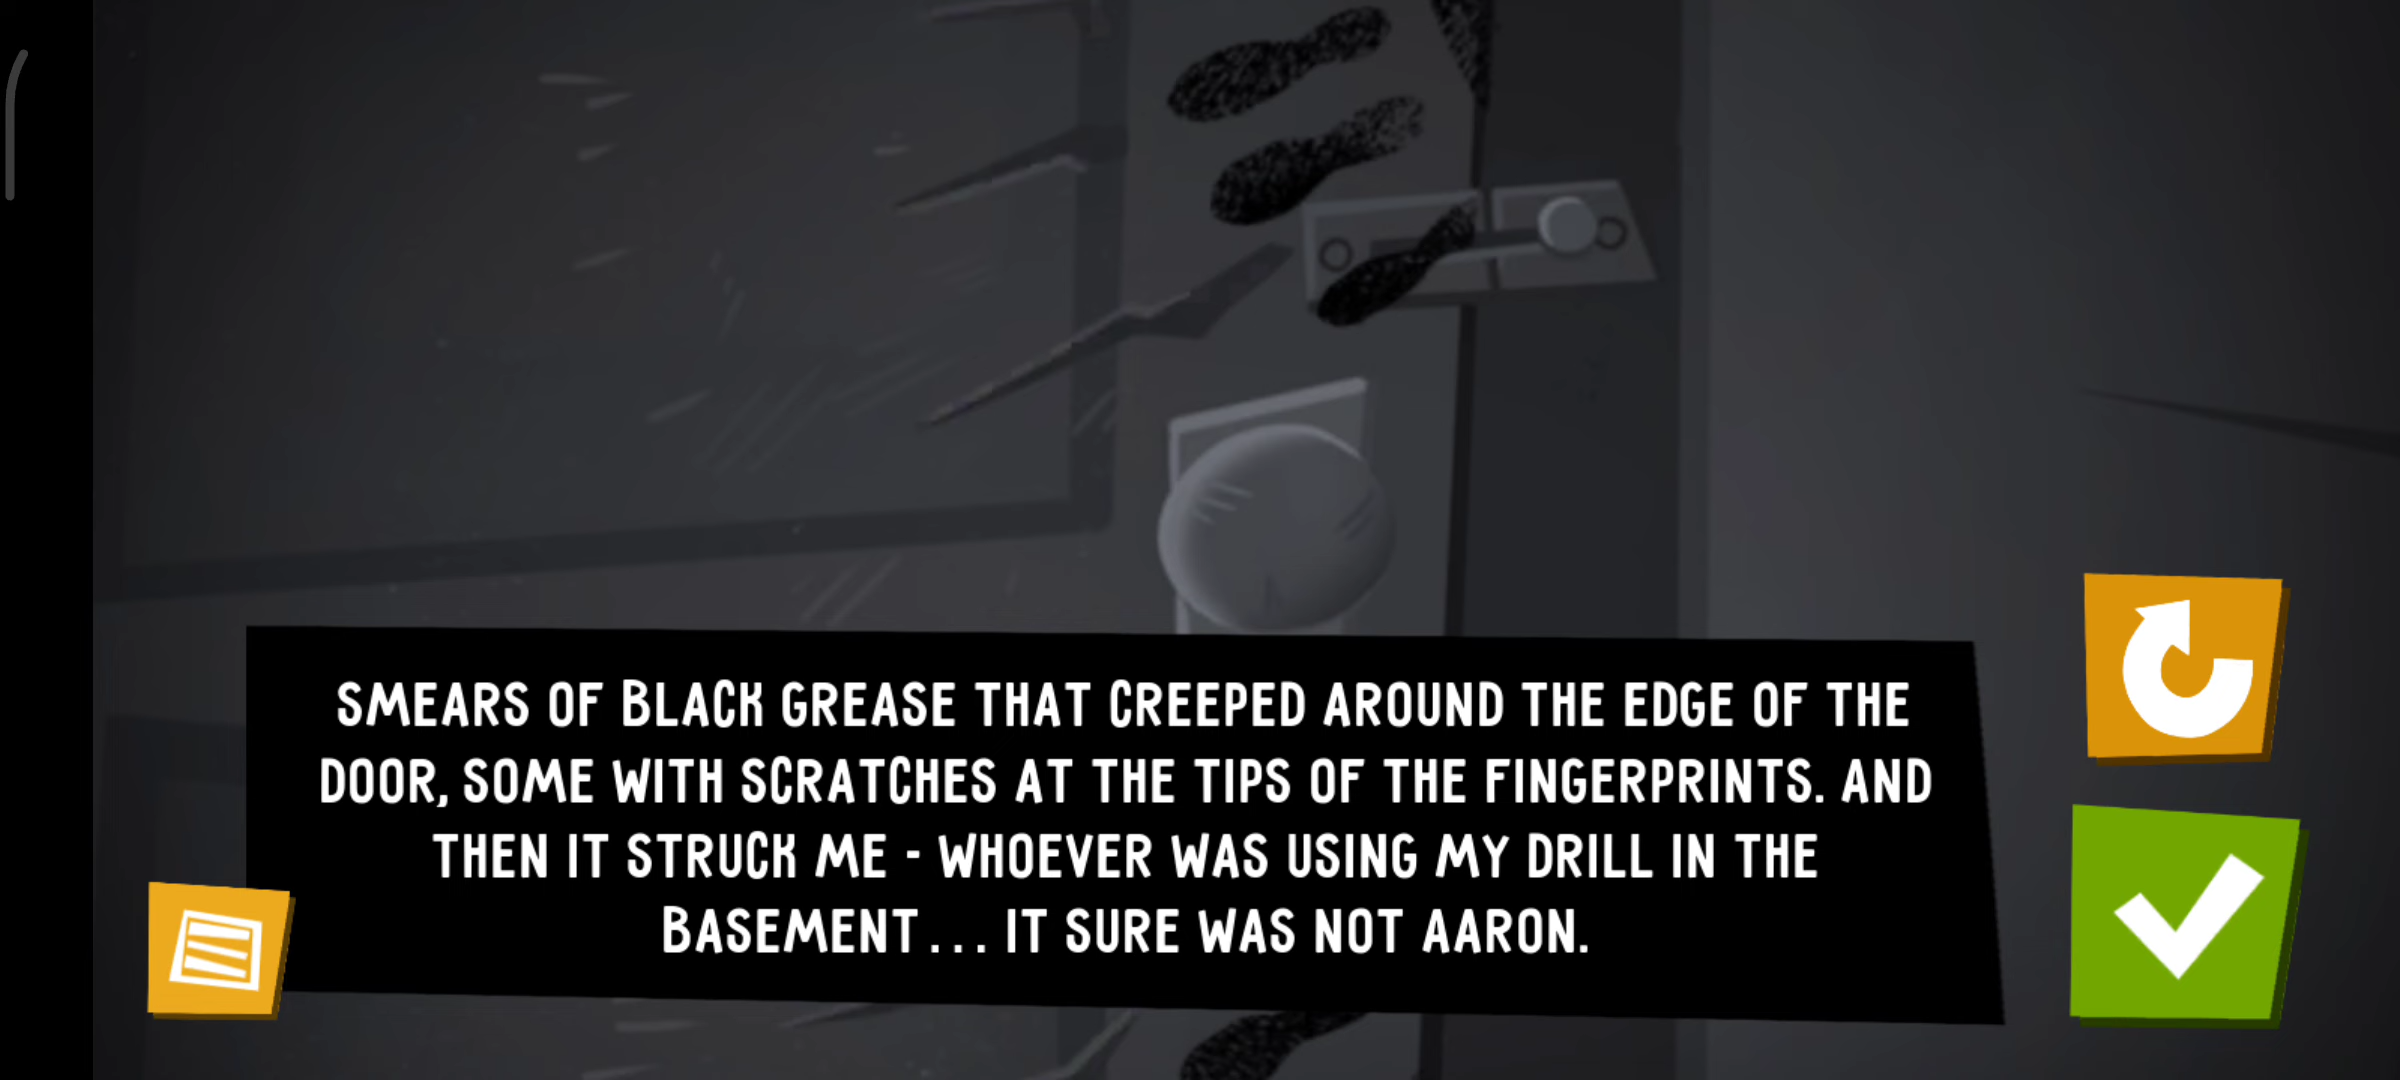 SMEARS OF BLACK GREASE THAT CREEPED AROUND THE EDGE OF THE
DOOR, SOME WITH SCRATCHES AT THE TIPS OF THE FINGERPRINTS. AND
THEN IT STRUCK ME - WHOEVER WAS USING MY DRILL IN THE
BASEMENT... IT SURE WAS NOT AARON.